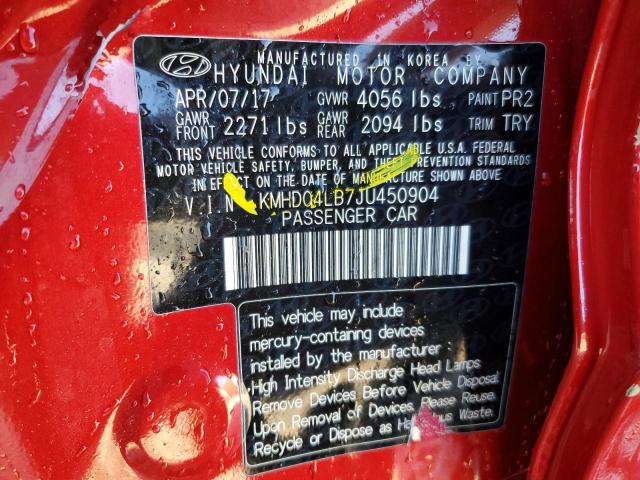 MANUFACTURED IN KOREA BY
HYUNDAI MOTOR COMPANY
APR/07/17 GVWR 4056 lbs PAINT PR2
GAWR FRONT 2271 lbs GAWR REAR 2094 lbs TRIM TRY
THIS VEHICLE CONFORMS TO ALL APPLICABLE U.S.A. FEDERAL
MOTOR VEHICLE SAFETY, BUMPER, AND THEFT PREVENTION STANDARDS
IN EFFECT ON THE DATE OF MANUFACTURE SHOWN ABOVE
V.I.N KMHD04LB7JU450904
PASSENGER CAR
This vehicle may include
mercury-containing devices
installed by the manufacturer
High Intensity Discharge Head Lamps
Remove Devices Before Vehicle Disposal.
Upon Removal of Devices, Please Reuse,
Recycle or Dispose as Hazardous Waste.